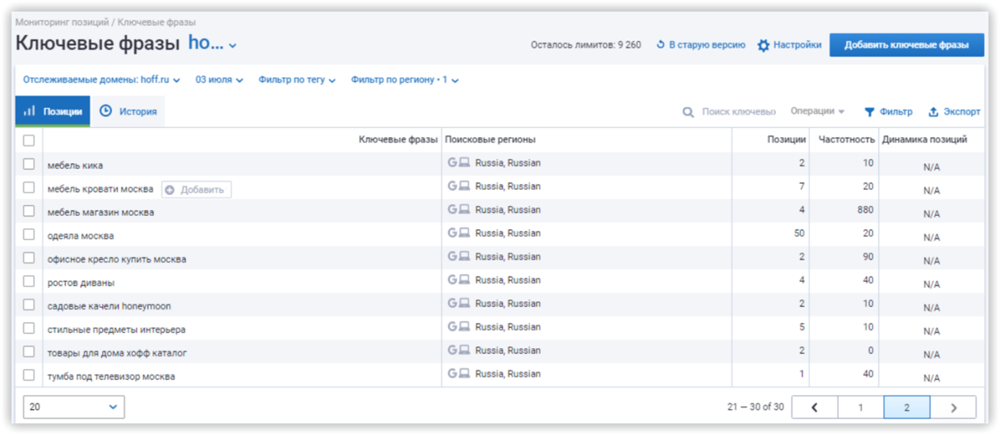 Мониторинг позиций / Ключевые фразы
Ключевые фразы ho...
Осталось лимитов: 9 260 В старую версию Настройки Добавить ключевые фразы
Отслеживаемые домены: hoff.ru 03 июля Фильтр по тегу Фильтр по региону • 1
Позиции История Поиск ключевых Операции Фильтр Экспорт
Ключевые фразы Поисковые регионы Позиции Частотность Динамика позиций
мебель кика G Russia, Russian 2 10 N/A
мебель кровати москва Добавить G Russia, Russian 7 20 N/A
мебель магазин москва G Russia, Russian 4 880 N/A
одеяла москва G Russia, Russian 50 20 N/A
офисное кресло купить москва G Russia, Russian 2 90 N/A
ростов диваны G Russia, Russian 4 40 N/A
садовые качели honeymoon G Russia, Russian 2 10 N/A
стильные предметы интерьера G Russia, Russian 5 10 N/A
товары для дома хофф каталог G Russia, Russian 2 0 N/A
тумба под телевизор москва G Russia, Russian 1 40 N/A
20 21 — 30 of 30 1 2